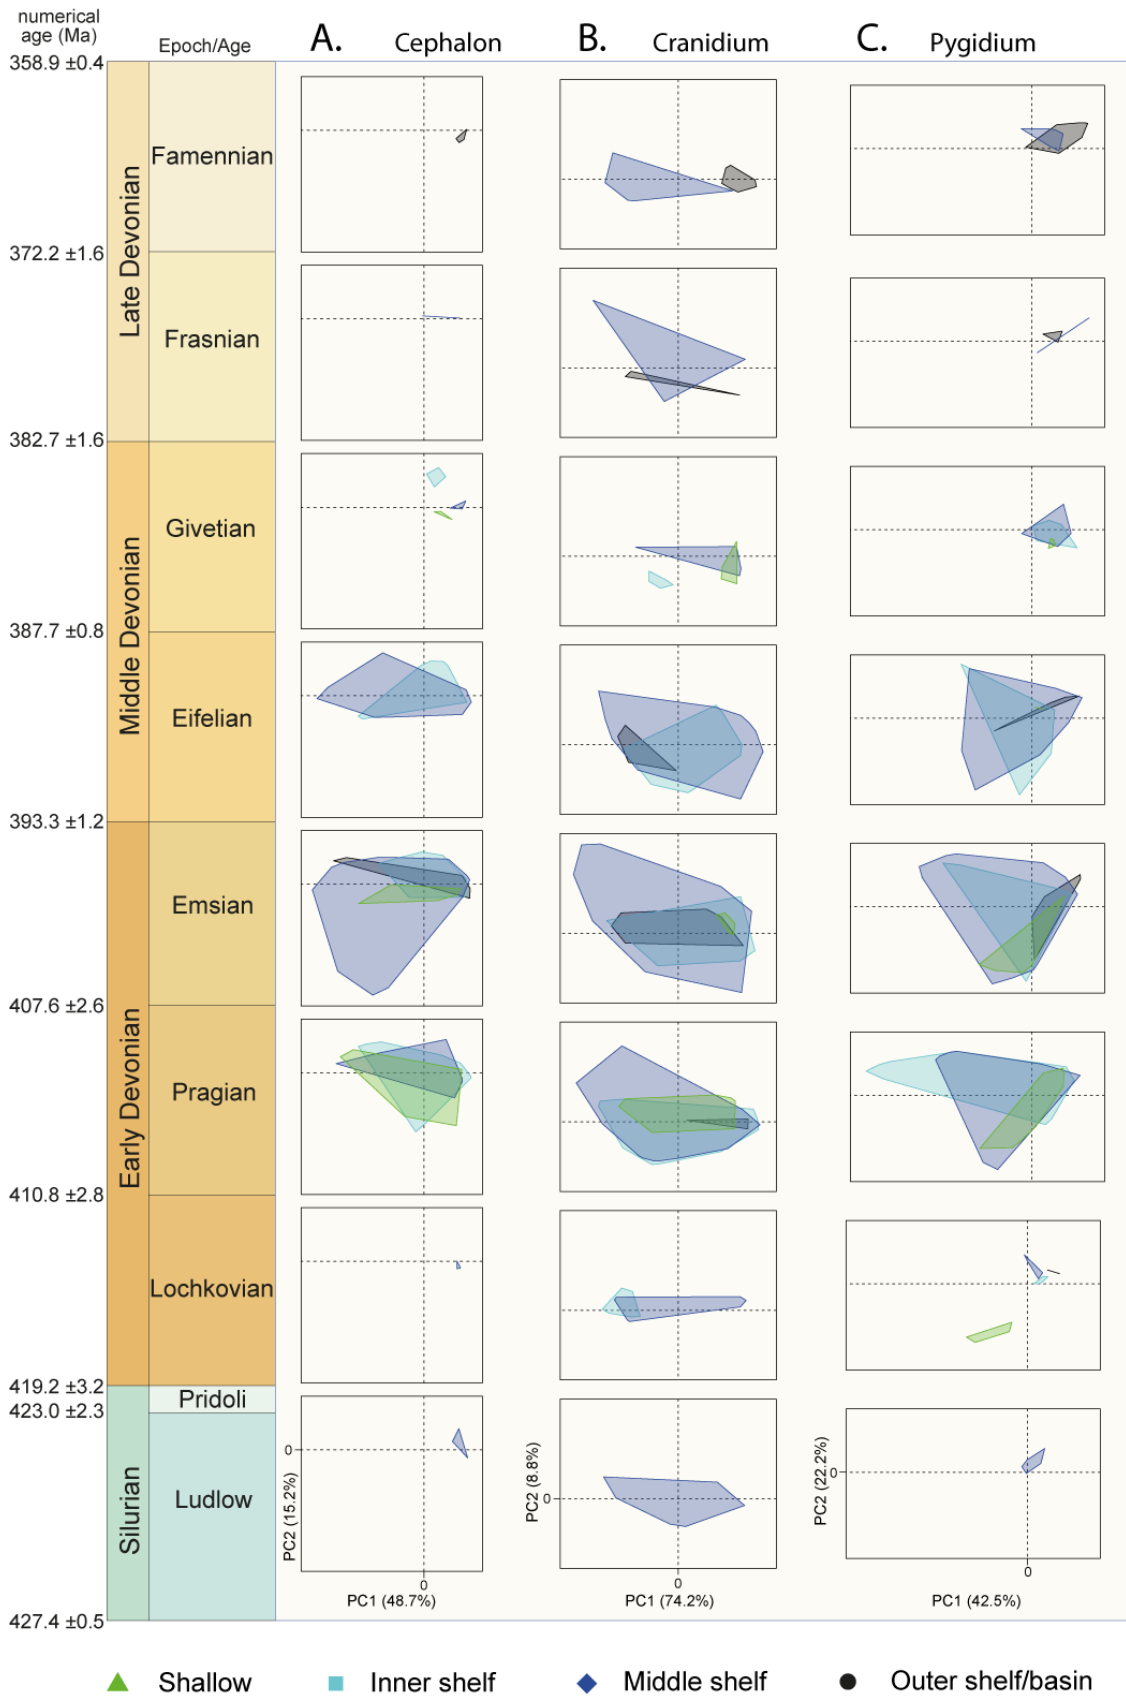 numerical
age (Ma)
Epoch/Age
A. Cephalon
B. Cranidium
C. Pygidium
358.9 ±0.4
Late Devonian
Famennian
372.2 ±1.6
Frasnian
382.7 ±1.6
Middle Devonian
Givetian
387.7 ±0.8
Eifelian
393.3 ±1.2
Early Devonian
Emsian
407.6 ±2.6
Pragian
410.8 ±2.8
Lochkovian
419.2 ±3.2
Pridoli
423.0 ±2.3
Silurian
Ludlow
427.4 ±0.5
0
PC2 (15.2%)
0
PC1 (48.7%)
0
PC2 (8.8%)
0
PC1 (74.2%)
0
PC2 (22.2%)
0
PC1 (42.5%)
Shallow
Inner shelf
Middle shelf
Outer shelf/basin